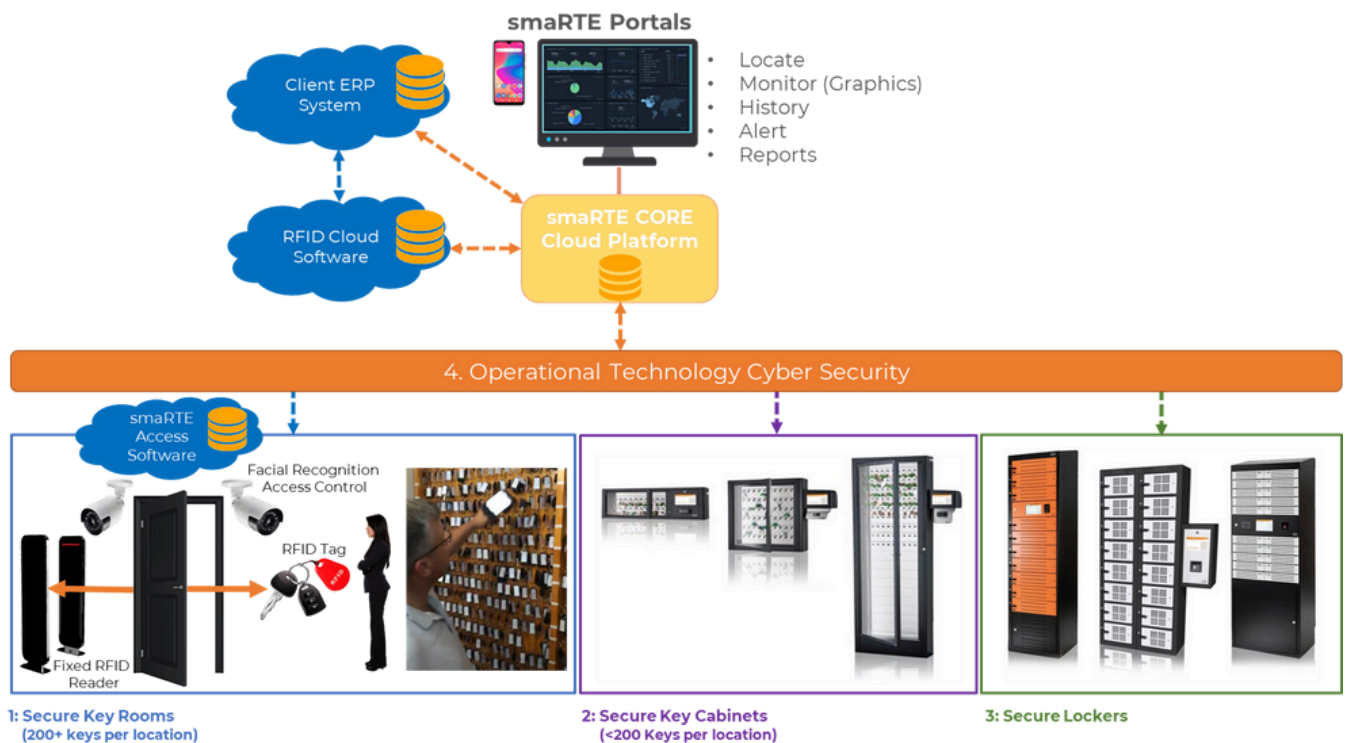 smaRTE Portals
Locate
Monitor (Graphics)
History
Alert
Reports
Client ERP
System
RFID Cloud
Software
smaRTE CORE
Cloud Platform
4. Operational Technology Cyber Security
smaRTE
Access
Software
Facial Recognition
Access Control
RFID Tag
RFID
Fixed RFID
Reader
1: Secure Key Rooms
(200+ keys per location)
2: Secure Key Cabinets
(<200 Keys per location)
3: Secure Lockers